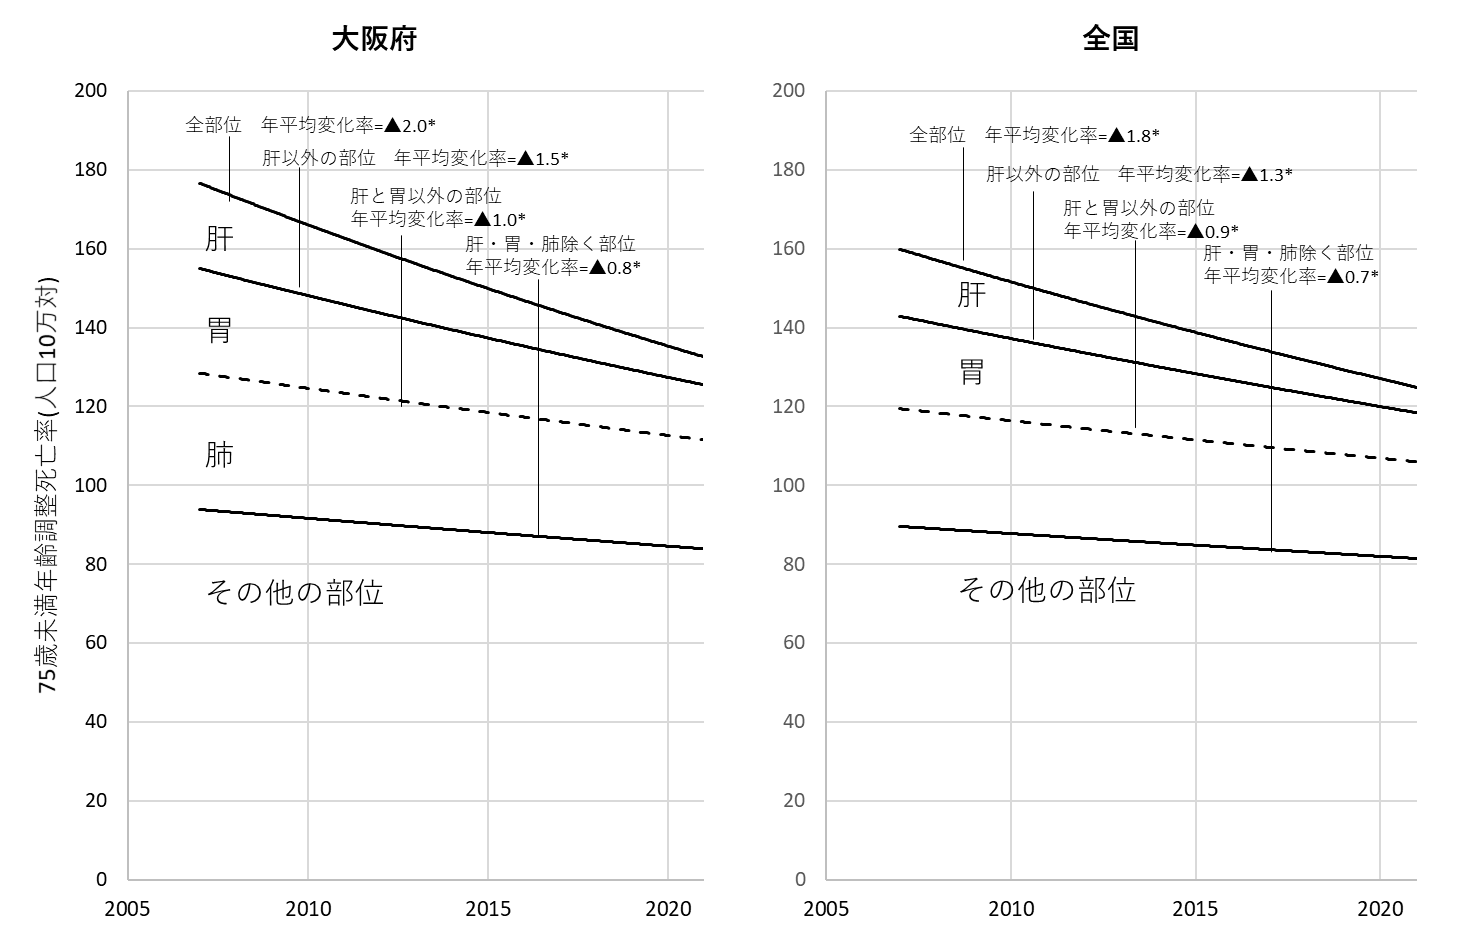 大阪府
75歳未満年齢調整死亡率(人口10万対)
200
180
160
140
120
100
80
60
40
20
0
2005
2010
2015
2020
全部位 年平均変化率=▲2.0*
肝以外の部位 年平均変化率=▲1.5*
肝と胃以外の部位
年平均変化率=▲1.0*
肝・胃・肺除く部位
年平均変化率=▲0.8*
肝
胃
肺
その他の部位
全国
200
180
160
140
120
100
80
60
40
20
0
2005
2010
2015
2020
全部位 年平均変化率=▲1.8*
肝以外の部位 年平均変化率=▲1.3*
肝と胃以外の部位
年平均変化率=▲0.9*
肝・胃・肺除く部位
年平均変化率=▲0.7*
肝
胃
その他の部位